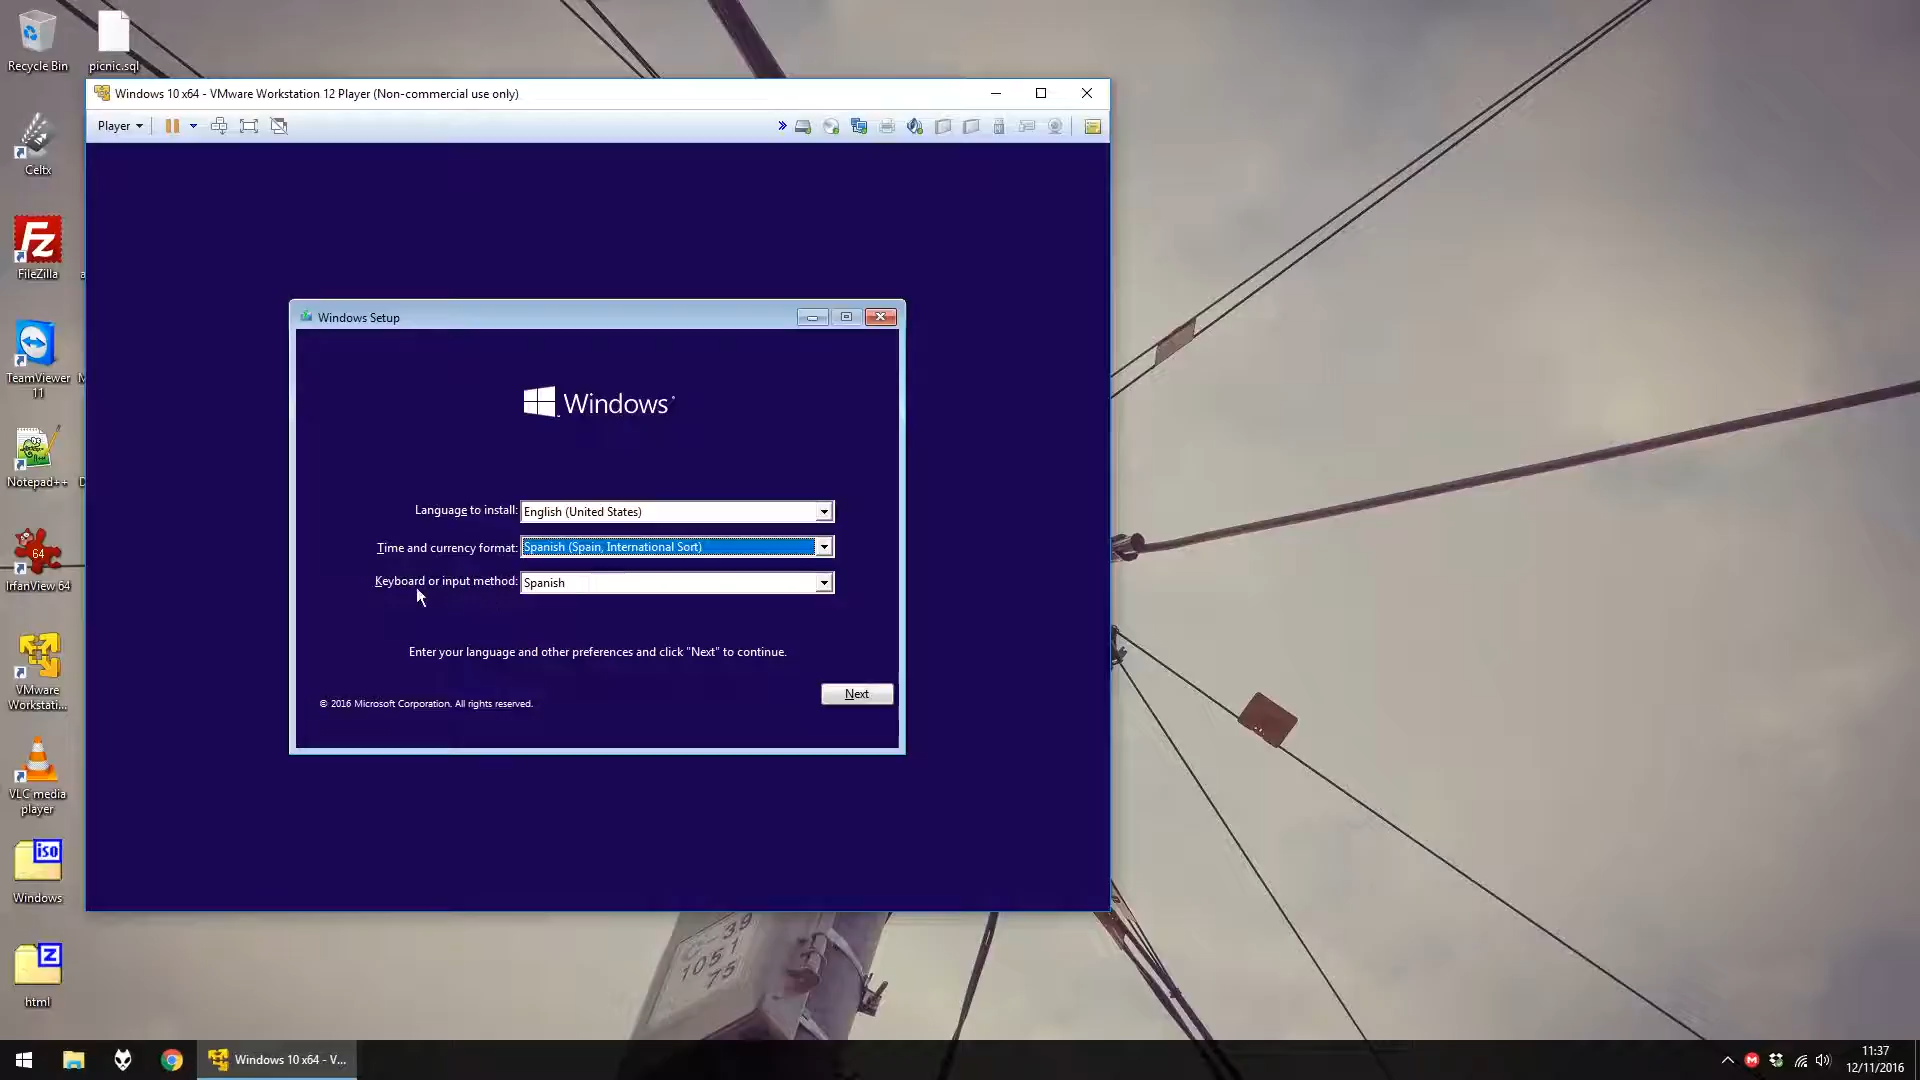 Recycle Bin
picnic.sql
Windows 10 x64 - VMware Workstation 12 Player (Non-commercial use only)
Player
Celtx
FileZilla
TeamViewer
11
Notepad++
64
IrfanView 64
VMware
Workstati...
VLC media
player
iso
Windows
Z
html
Windows Setup
Windows
Language to install:
English (United States)
Time and currency format:
Spanish (Spain, International Sort)
Keyboard or input method:
Spanish
Enter your language and other preferences and click "Next" to continue.
© 2016 Microsoft Corporation. All rights reserved.
Next
1051
75
Windows 10 x64 - V...
11:37
12/11/2016